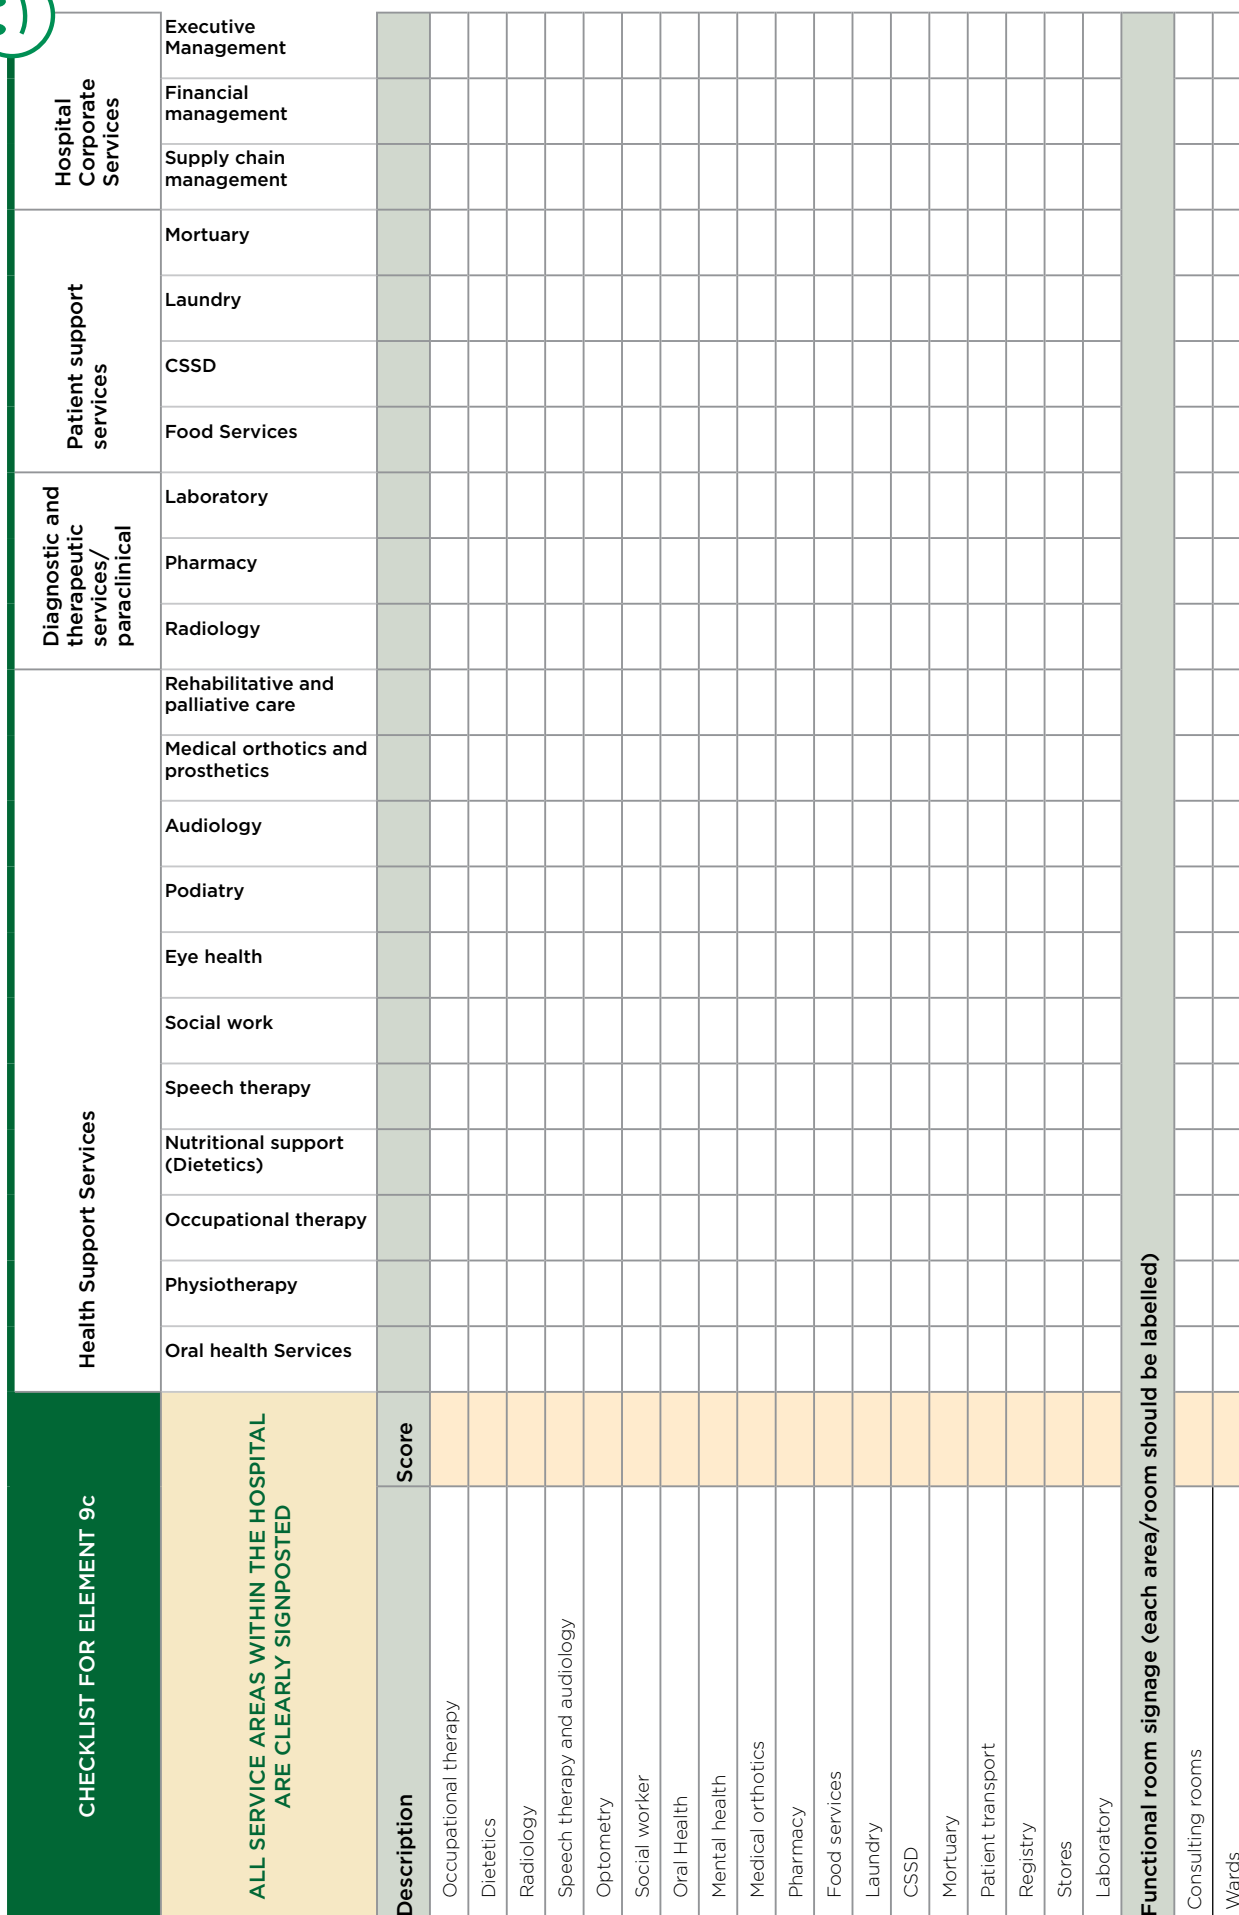 CHECKLIST FOR ELEMENT 9c
Health Support Services
Diagnostic and
therapeutic
services/
paraclinical
Patient support
services
Hospital
Corporate
Services
ALL SERVICE AREAS WITHIN THE HOSPITAL
ARE CLEARLY SIGNPOSTED
Oral health Services
Physiotherapy
Occupational therapy
Nutritional support
(Dietetics)
Speech therapy
Social work
Eye health
Podiatry
Audiology
Medical orthotics and
prosthetics
Rehabilitative and
palliative care
Radiology
Pharmacy
Laboratory
Food Services
CSSD
Laundry
Mortuary
Supply chain
management
Financial
management
Executive
Management
Description
Score
Occupational therapy
Dietetics
Radiology
Speech therapy and audiology
Optometry
Social worker
Oral Health
Mental health
Medical orthotics
Pharmacy
Food services
Laundry
CSSD
Mortuary
Patient transport
Registry
Stores
Laboratory
Functional room signage (each area/room should be labelled)
Consulting rooms
Wards